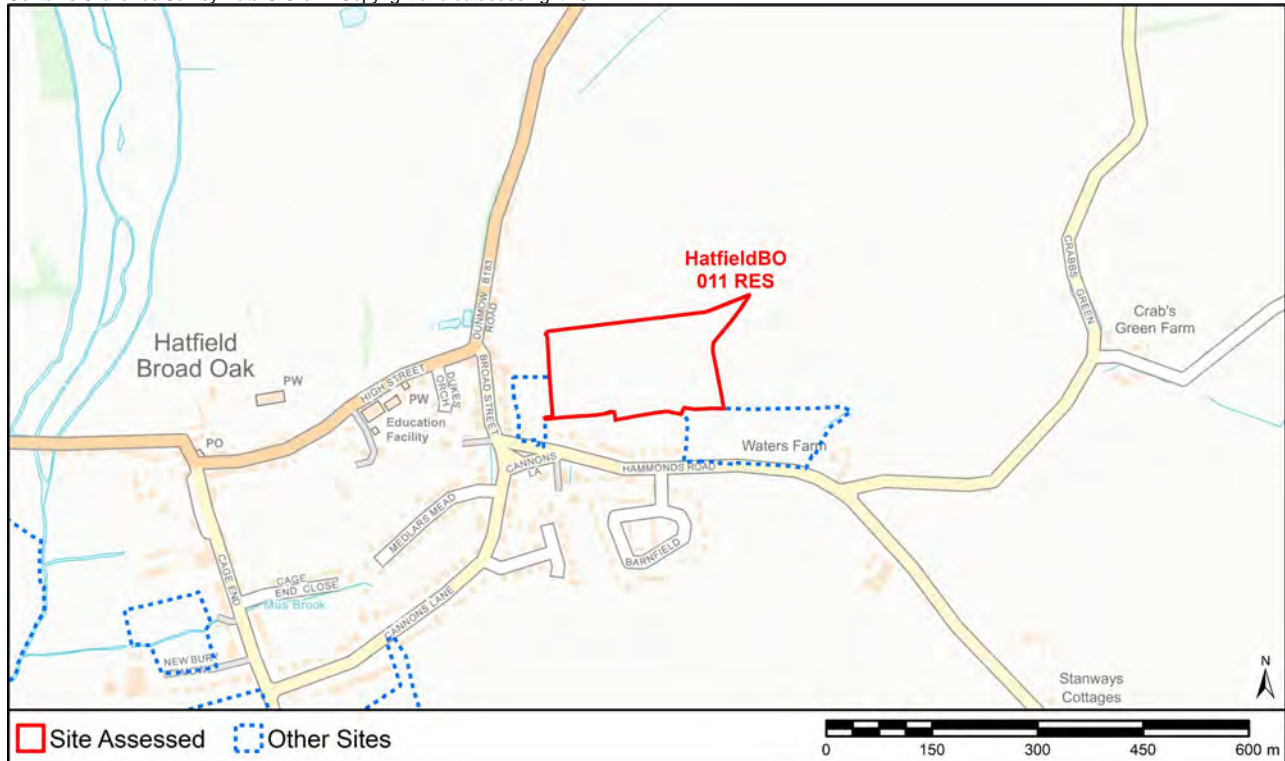 HatfieldBO
011 RES
DUNMOW B183
ROAD
CRABBS GREEN
Crab's
Green Farm
Hatfield
Broad Oak
PW
HIGH STREET
DUKES
ORCH
BROAD STREET
PW
Education
Facility
PO
Waters Farm
CANNONS
LA
HAMMONDS ROAD
MEDLARS MEAD
BARNFIELD
CAGE END
CAGE
END CLOSE
Mus Brook
CANNONS LANE
NEW BURY
Stanways
Cottages
N
Site Assessed
Other Sites
0 150 300 450 600 m